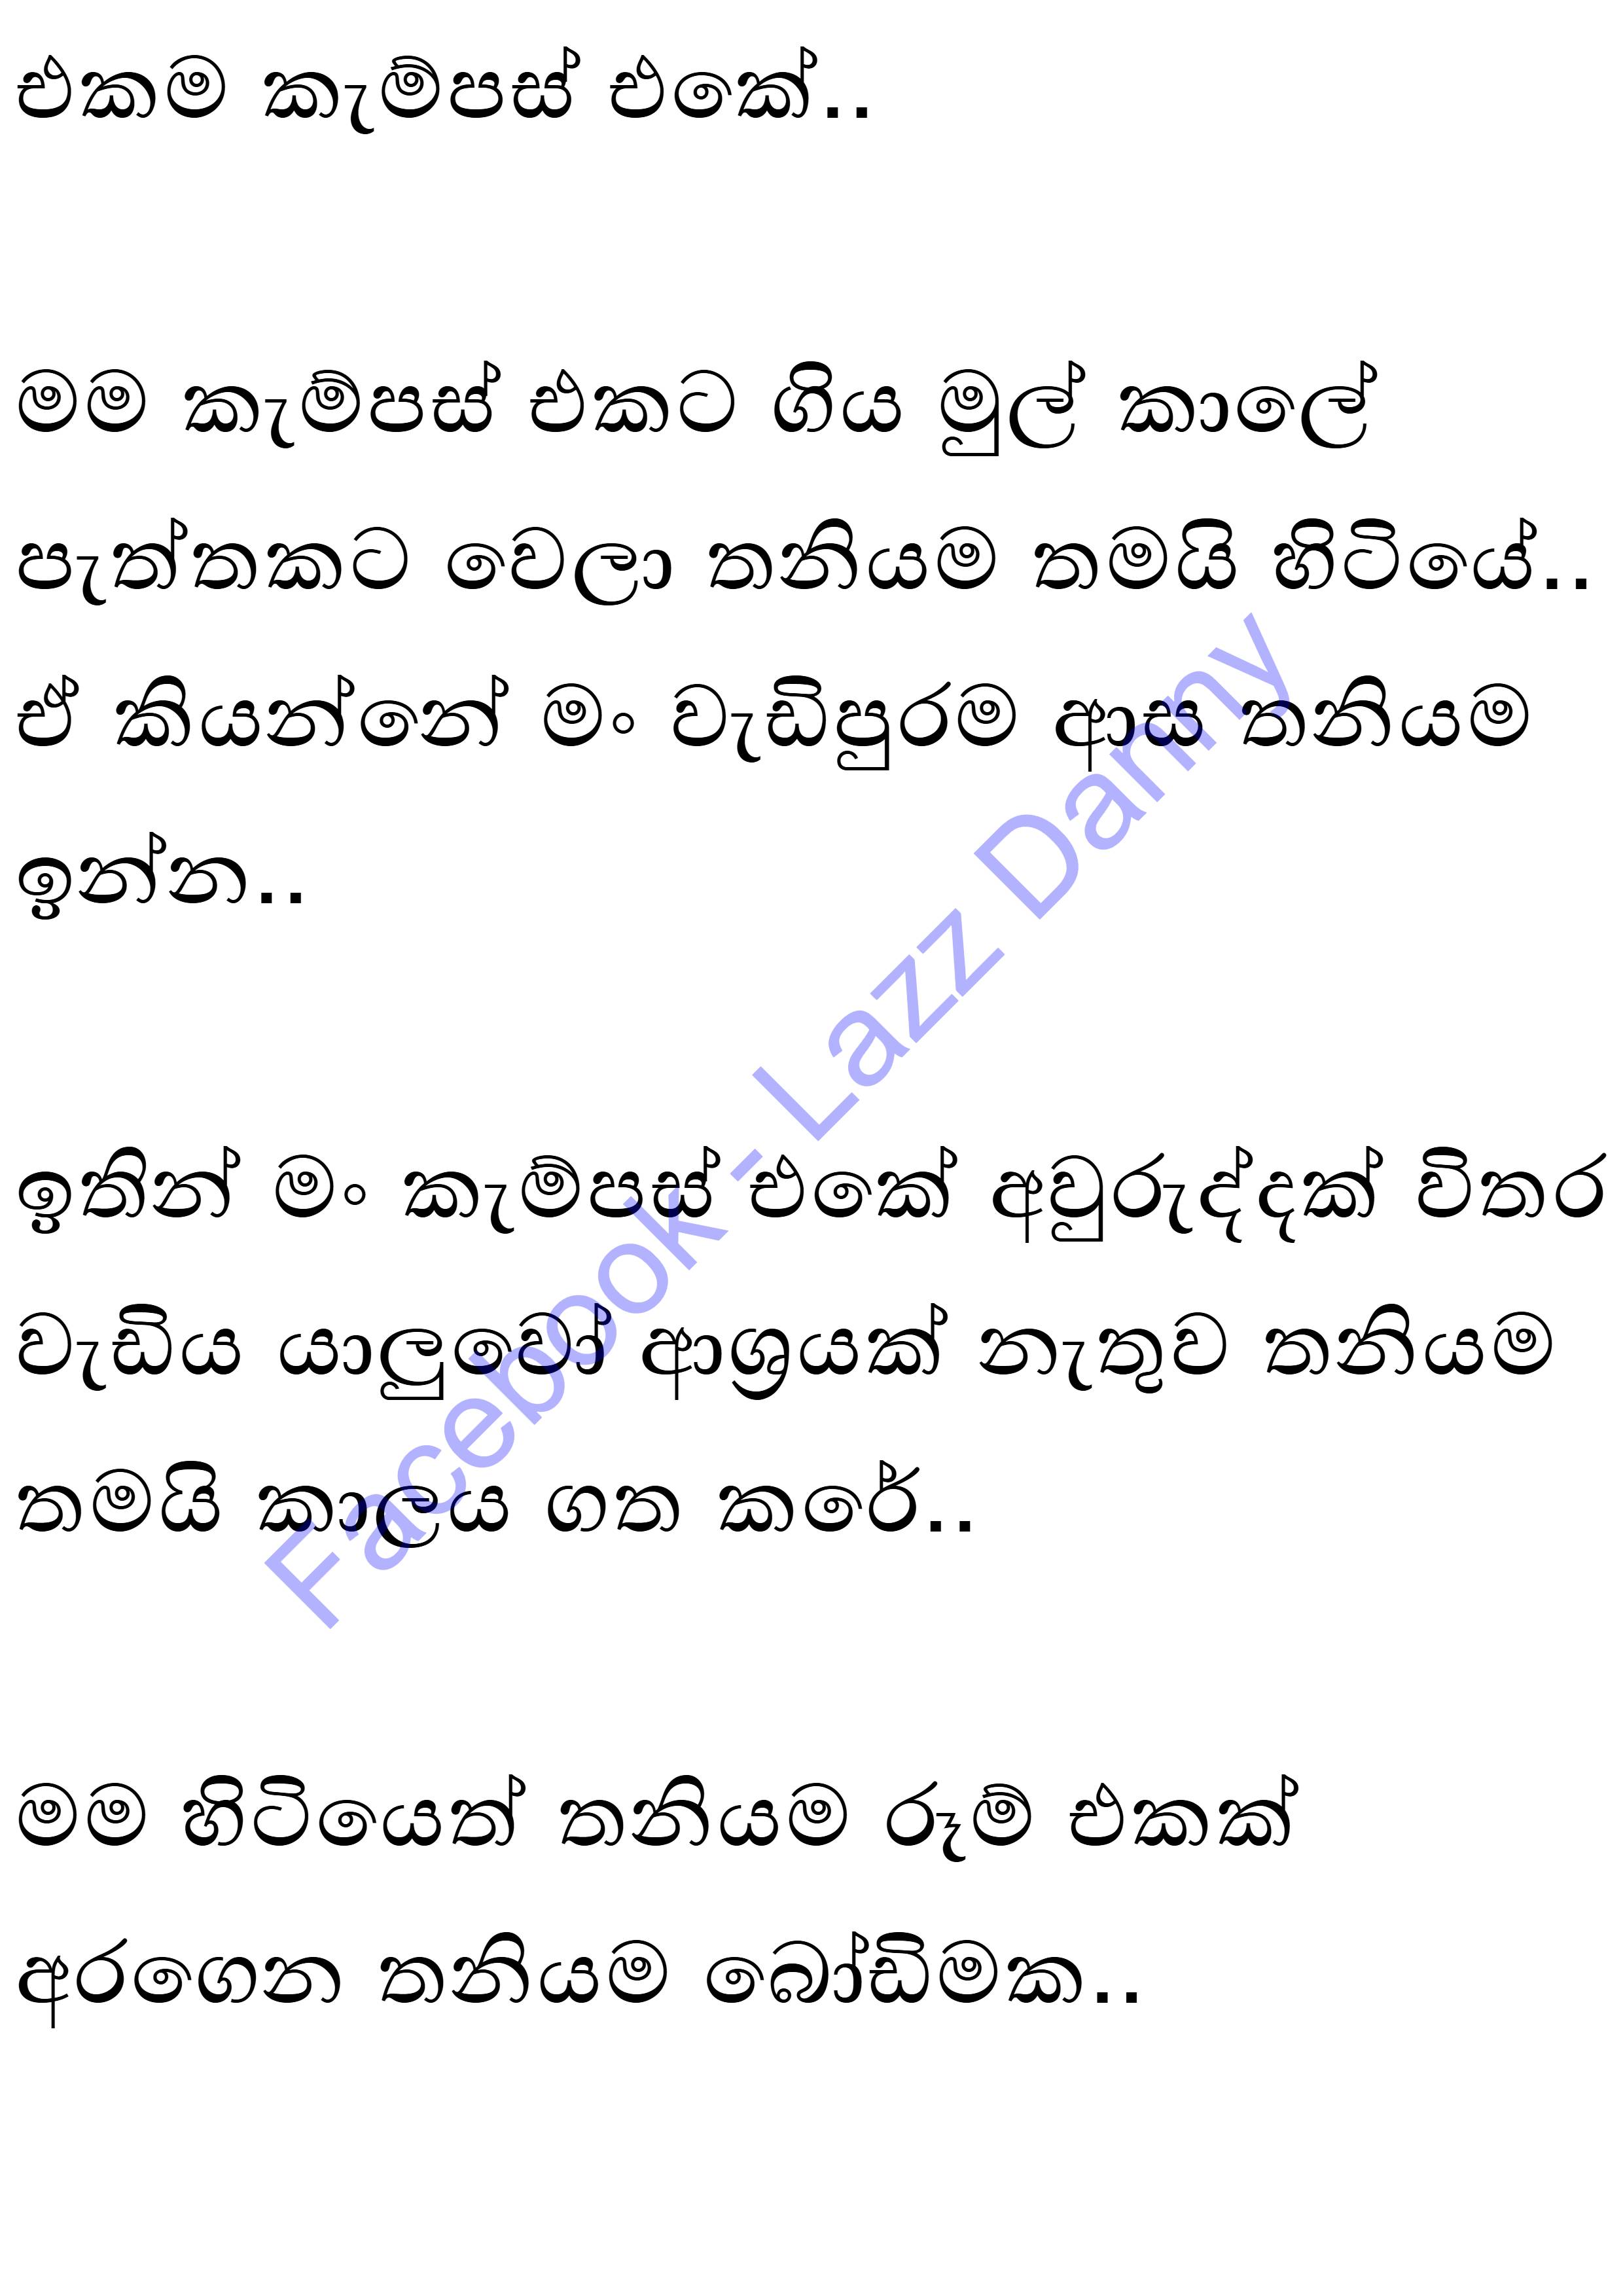 එකම කැම්පස් එකේ..
මම කැම්පස් එකට ගිය මුල් කාලේ
පැත්තකට වෙලා තනියම තමයි හිටියේ..
ඒ කියන්නේ මං වැඩිපුරම ආස තනියම
ඉන්න..
ඉතින් මං කැම්පස් එකේ අවුරුද්දක් විතර
වැඩිය යාලුවෝ ආශ්‍රයක් නැතුව තනියම
තමයි කාලය ගත කරේ..
මම හිටියෙත් තනියම රූම් එකක්
අරගෙන තනියම බෝඩිමක..
Facebook - Lazz Danny